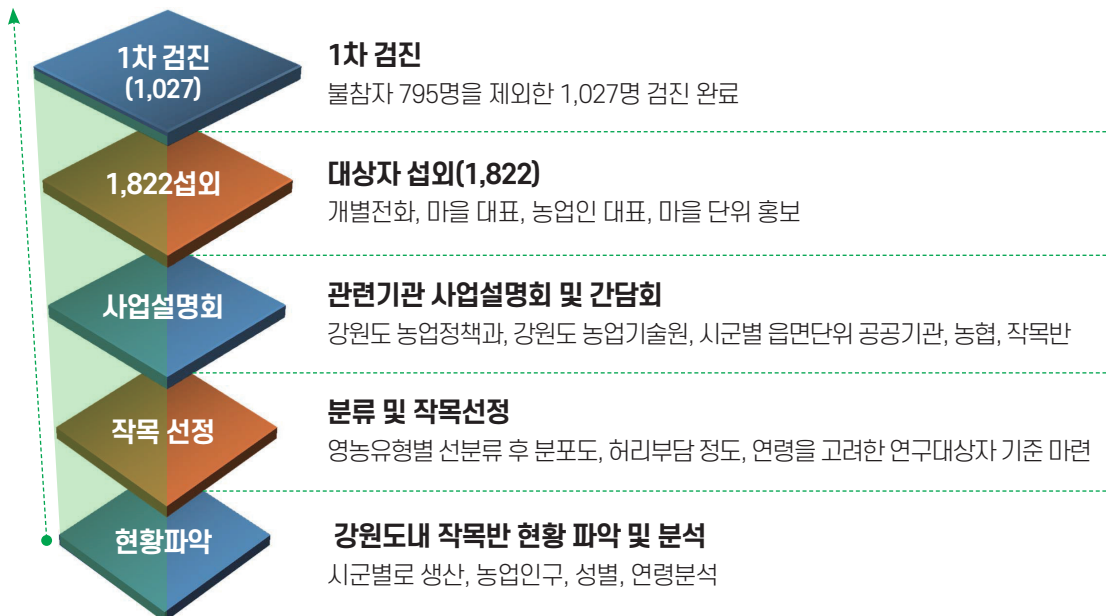 1차 검진
(1,027)
1차 검진
불참자 795명을 제외한 1,027명 검진 완료
1,822섭외
대상자 섭외(1,822)
개별전화, 마을 대표, 농업인 대표, 마을 단위 홍보
사업설명회
관련기관 사업설명회 및 간담회
강원도 농업정책과, 강원도 농업기술원, 시군별 읍면단위 공공기관, 농협, 작목반
작목 선정
분류 및 작목선정
영농유형별 선분류 후 분포도, 허리부담 정도, 연령을 고려한 연구대상자 기준 마련
현황파악
강원도내 작목반 현황 파악 및 분석
시군별로 생산, 농업인구, 성별, 연령분석